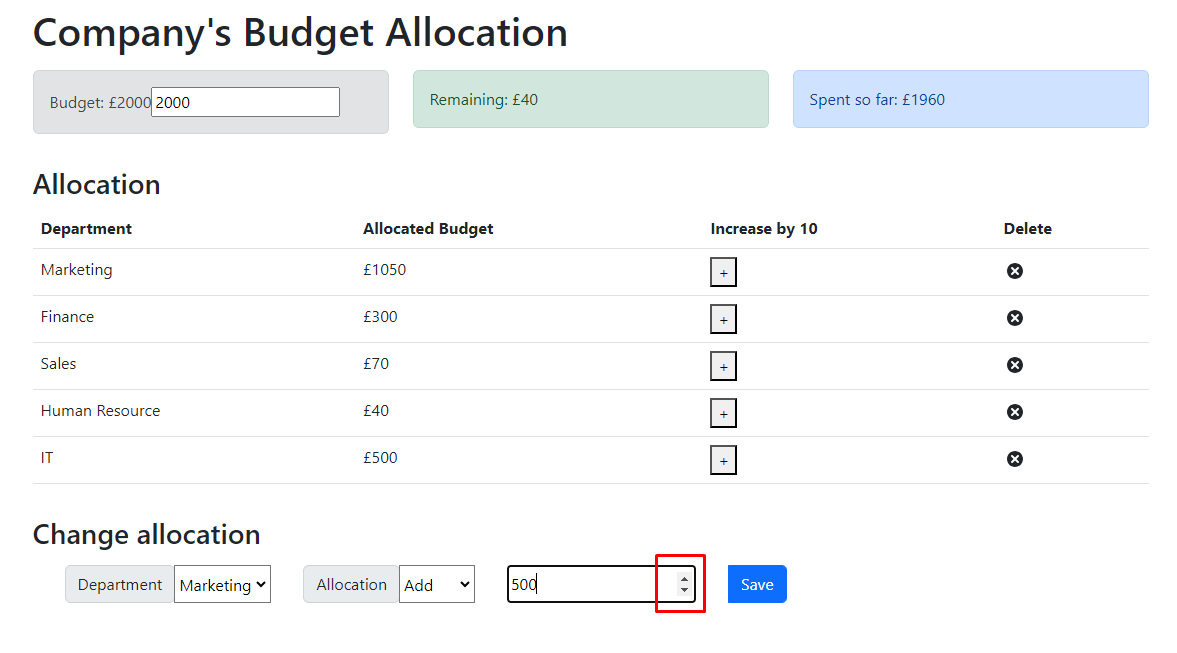 Company's Budget Allocation
Budget: £2000 2000
Remaining: £40
Spent so far: £1960
Allocation
Department Allocated Budget Increase by 10 Delete
Marketing £1050 +
Finance £300 +
Sales £70 +
Human Resource £40 +
IT £500 +
Change allocation
Department Marketing Allocation Add 500 Save